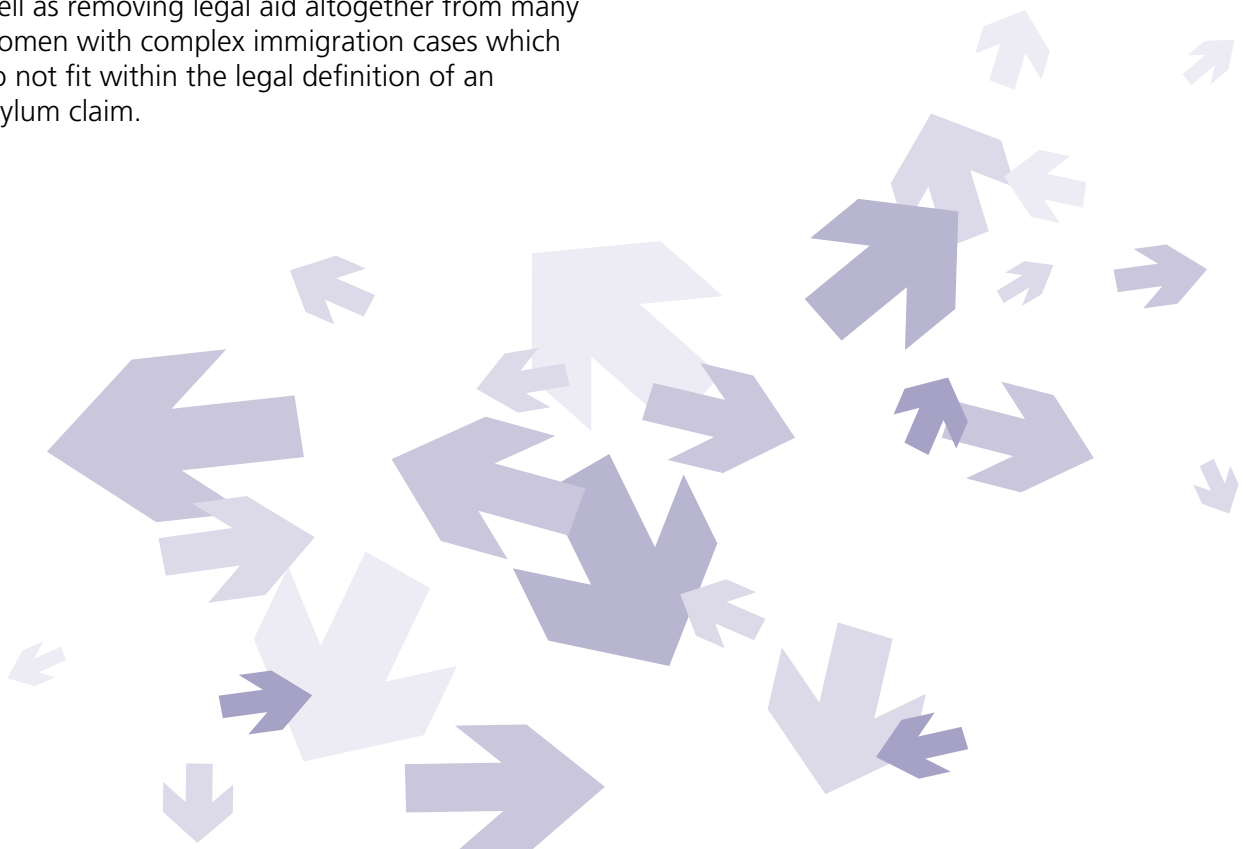 ell as removing legal aid altogether from many
omen with complex immigration cases which
o not fit within the legal definition of an
ylum claim.